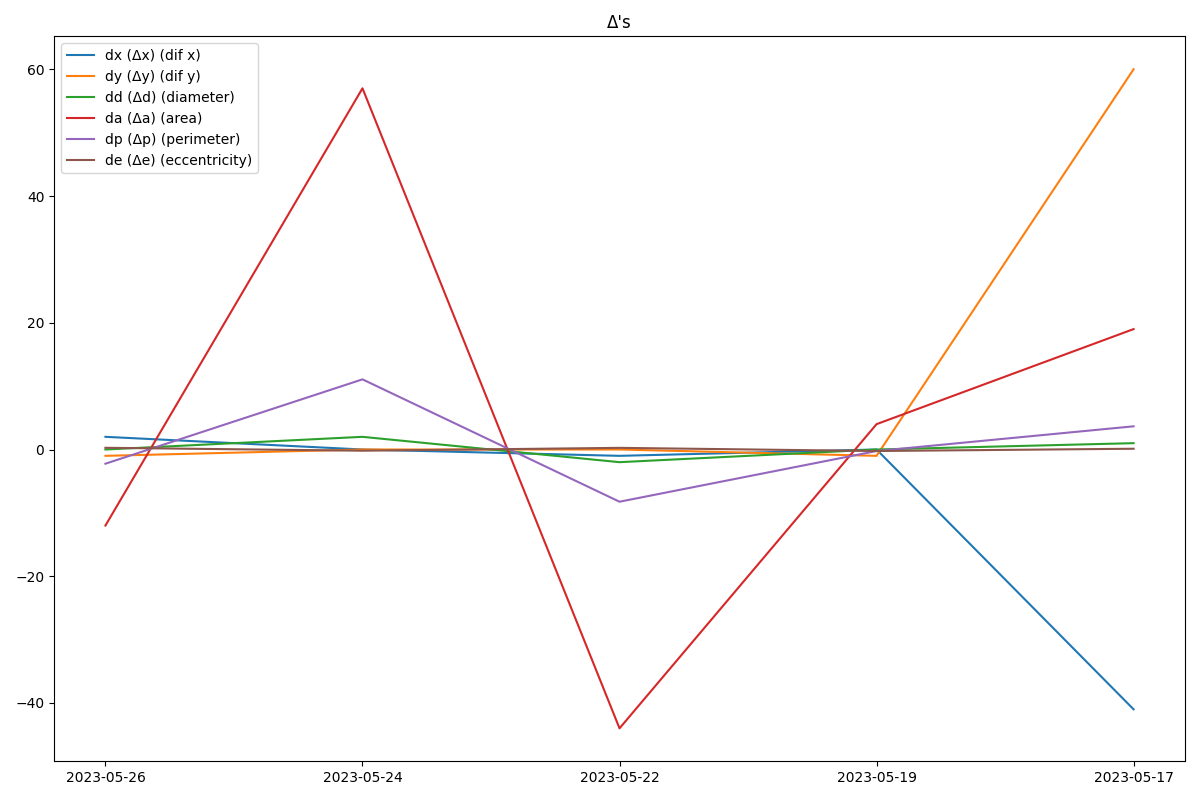 Δ's
dx (Δx) (dif x)
dy (Δy) (dif y)
dd (Δd) (diameter)
da (Δa) (area)
dp (Δp) (perimeter)
de (Δe) (eccentricity)
60
40
20
0
−20
−40
2023-05-26 2023-05-24 2023-05-22 2023-05-19 2023-05-17